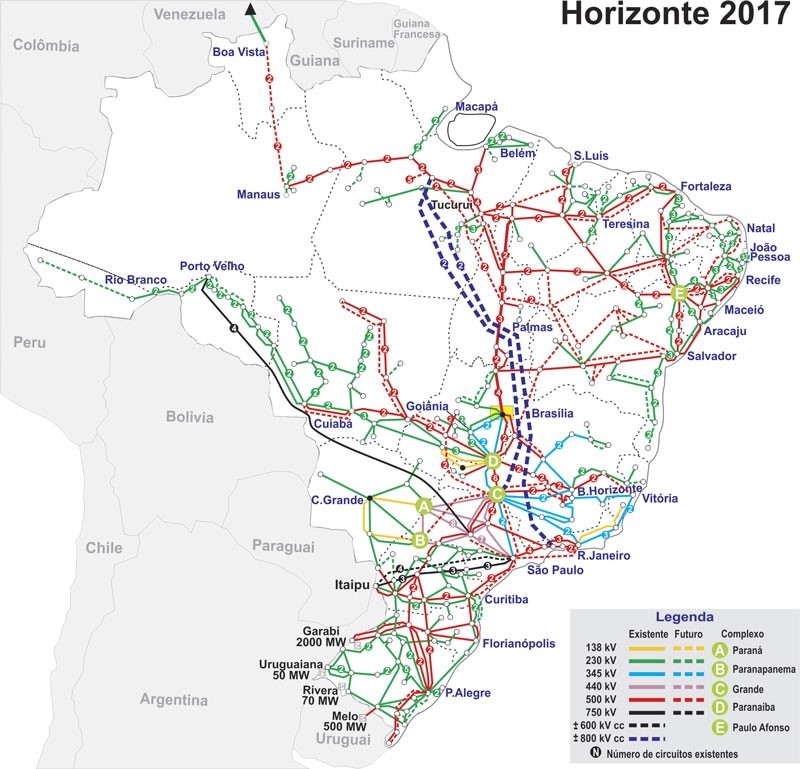 Horizonte 2017
Venezuela
Colômbia
Guiana
Suriname
Guiana
Francesa
Boa Vista
Macapá
Belém
S.Luís
Manaus
Tucuruí
Fortaleza
Teresina
Natal
João
Pessoa
Recife
Maceió
Aracaju
Salvador
Porto Velho
Rio Branco
Palmas
Peru
Bolívia
Cuiabá
Goiânia
Brasília
C.Grande
B.Horizonte
Vitória
R.Janeiro
São Paulo
Chile
Paraguai
Itaipu
Curitiba
Garabi
2000 MW
Florianópolis
Uruguaiana
50 MW
Rivera
70 MW
P.Alegre
Melo
500 MW
Argentina
Uruguai
A
B
C
D
E
Legenda
Existente Futuro Complexo
138 kV A Paraná
230 kV B Paranapanema
345 kV
440 kV C Grande
500 kV D Paranaíba
750 kV
± 600 kV cc E Paulo Afonso
± 800 kV cc
N Número de circuitos existentes